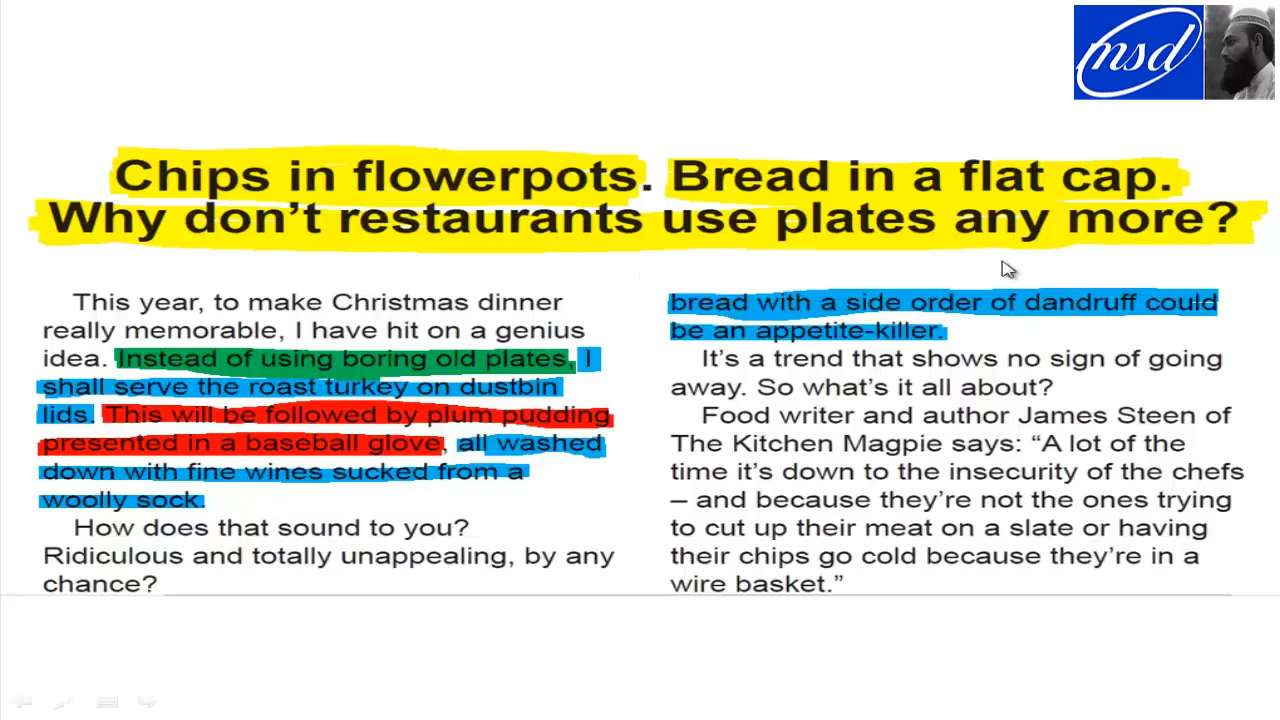 msd
Chips in flowerpots. Bread in a flat cap.
Why don’t restaurants use plates any more?
This year, to make Christmas dinner
really memorable, I have hit on a genius
idea. Instead of using boring old plates, I
shall serve the roast turkey on dustbin
lids. This will be followed by plum pudding
presented in a baseball glove, all washed
down with fine wines sucked from a
woolly sock.
How does that sound to you?
Ridiculous and totally unappealing, by any
chance?
bread with a side order of dandruff could
be an appetite-killer.
It’s a trend that shows no sign of going
away. So what’s it all about?
Food writer and author James Steen of
The Kitchen Magpie says: “A lot of the
time it’s down to the insecurity of the chefs
– and because they’re not the ones trying
to cut up their meat on a slate or having
their chips go cold because they’re in a
wire basket.”